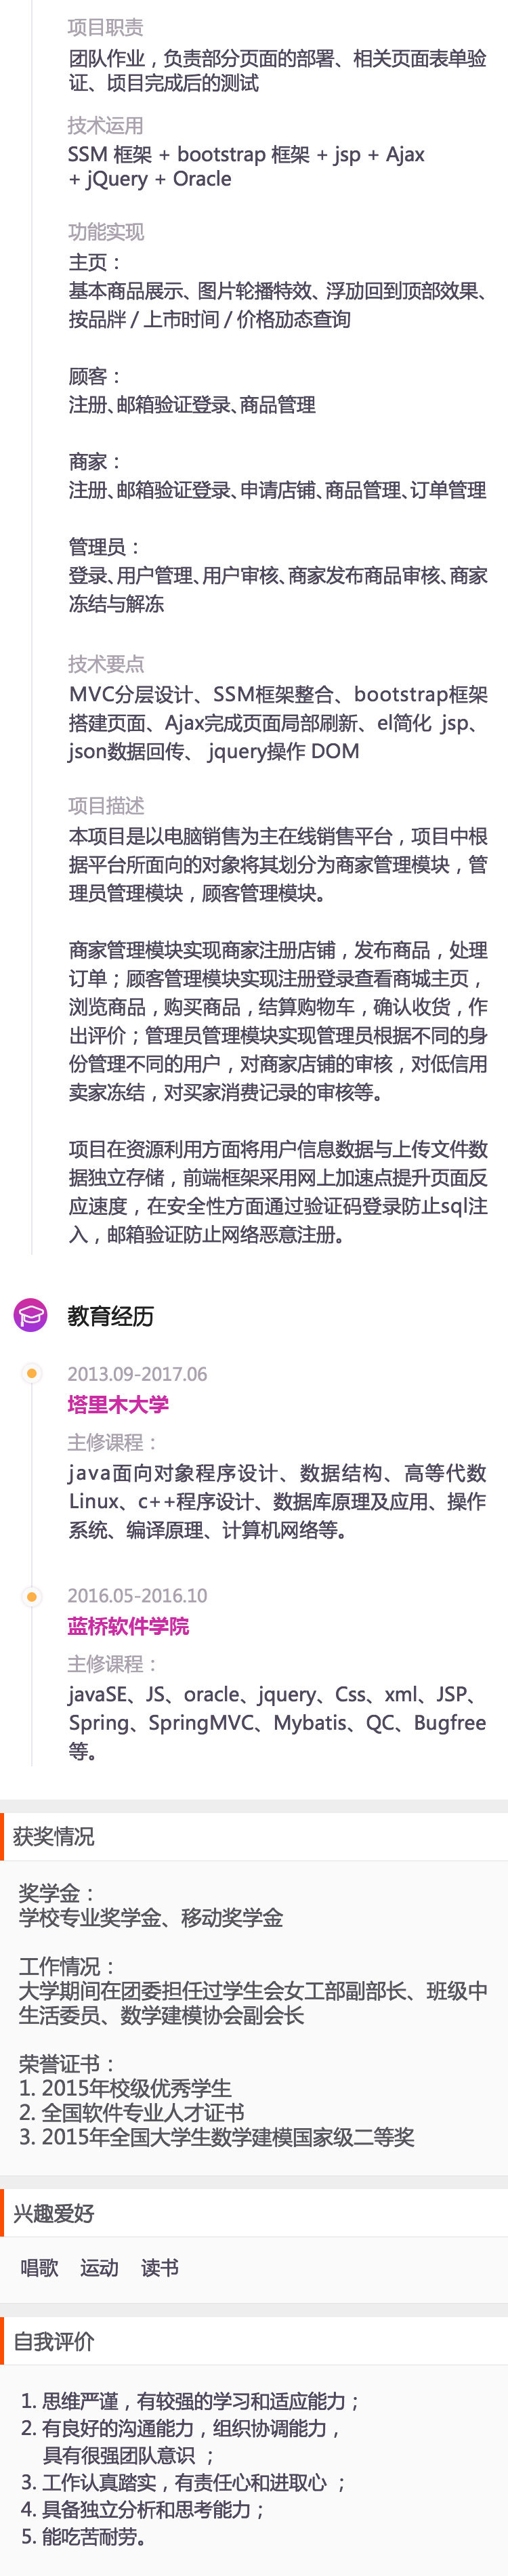 项目职责
团队作业，负责部分页面的部署、相关页面表单验
证、项目完成后的测试
技术运用
SSM 框架 + bootstrap 框架 + jsp + Ajax
+ jQuery + Oracle
功能实现
主页：
基本商品展示、图片轮播特效、浮动回到顶部效果、
按品牌 / 上市时间 / 价格动态查询
顾客：
注册、邮箱验证登录、商品管理
商家：
注册、邮箱验证登录、申请店铺、商品管理、订单管理
管理员：
登录、用户管理、用户审核、商家发布商品审核、商家
冻结与解冻
技术要点
MVC分层设计、SSM框架整合、bootstrap框架
搭建页面、Ajax完成页面局部刷新、el简化 jsp、
json数据回传、 jquery操作 DOM
项目描述
本项目是以电脑销售为主在线销售平台，项目中根
据平台所面向的对象将其划分为商家管理模块，管
理员管理模块，顾客管理模块。
商家管理模块实现商家注册店铺，发布商品，处理
订单；顾客管理模块实现注册登录查看商城主页，
浏览商品，购买商品，结算购物车，确认收货，作
出评价；管理员管理模块实现管理员根据不同的身
份管理不同的用户，对商家店铺的审核，对低信用
卖家冻结，对买家消费记录的审核等。
项目在资源利用方面将用户信息数据与上传文件数
据独立存储，前端框架采用网上加速点提升页面反
应速度，在安全性方面通过验证码登录防止sql注
入，邮箱验证防止网络恶意注册。
教育经历
2013.09-2017.06
塔里木大学
主修课程：
java面向对象程序设计、数据结构、高等代数
Linux、c++程序设计、数据库原理及应用、操作
系统、编译原理、计算机网络等。
2016.05-2016.10
蓝桥软件学院
主修课程：
javaSE、JS、oracle、jquery、Css、xml、JSP、
Spring、SpringMVC、Mybatis、QC、Bugfree
等。
获奖情况
奖学金：
学校专业奖学金、移动奖学金
工作情况：
大学期间在团委担任过学生会女工部副部长、班级中
生活委员、数学建模协会副会长
荣誉证书：
1. 2015年校级优秀学生
2. 全国软件专业人才证书
3. 2015年全国大学生数学建模国家级二等奖
兴趣爱好
唱歌 运动 读书
自我评价
1. 思维严谨，有较强的学习和适应能力；
2. 有良好的沟通能力，组织协调能力，
具有很强团队意识 ；
3. 工作认真踏实，有责任心和进取心 ；
4. 具备独立分析和思考能力；
5. 能吃苦耐劳。